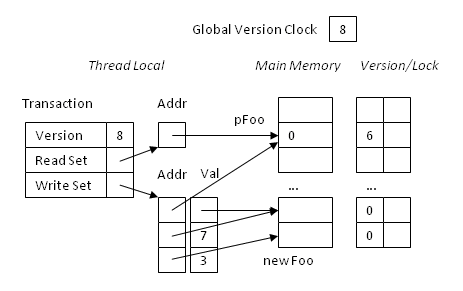 Global Version Clock 8
Thread Local Main Memory Version/Lock
Transaction Addr
pFoo
Version 8 0 6
Read Set
Write Set Addr Val
... ...
0
7 0
3
newFoo